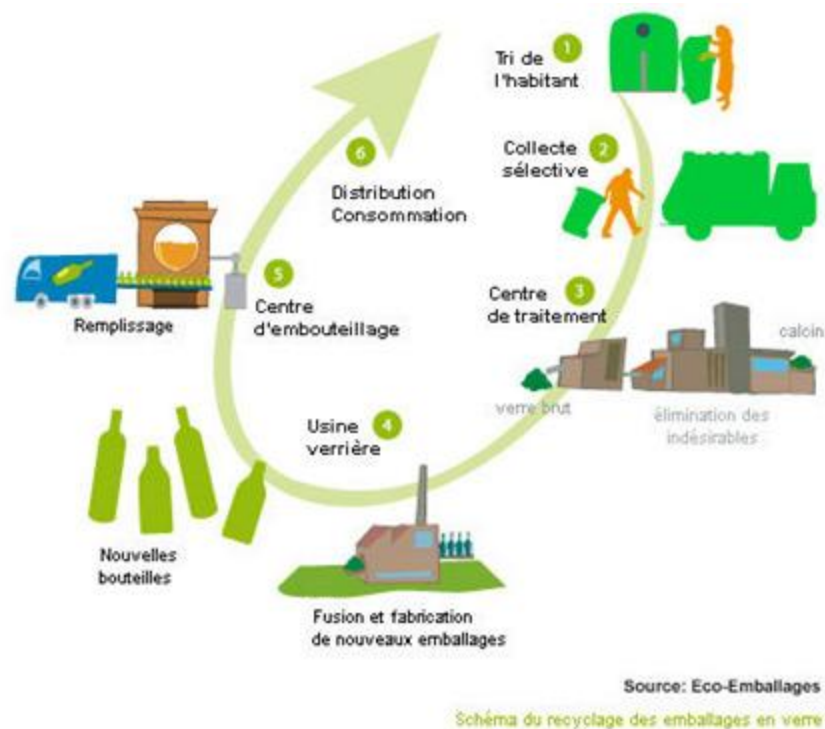 1
Tri de
l'habitant
Collecte
sélective
2
Centre
de traitement
3
calcin
verre brut
élimination des
indésirables
Usine
verrière
4
Fusion et fabrication
de nouveaux emballages
Nouvelles
bouteilles
5
Centre
d'embouteillage
Remplissage
6
Distribution
Consommation
Source: Eco-Emballages
Schéma du recyclage des emballages en verre